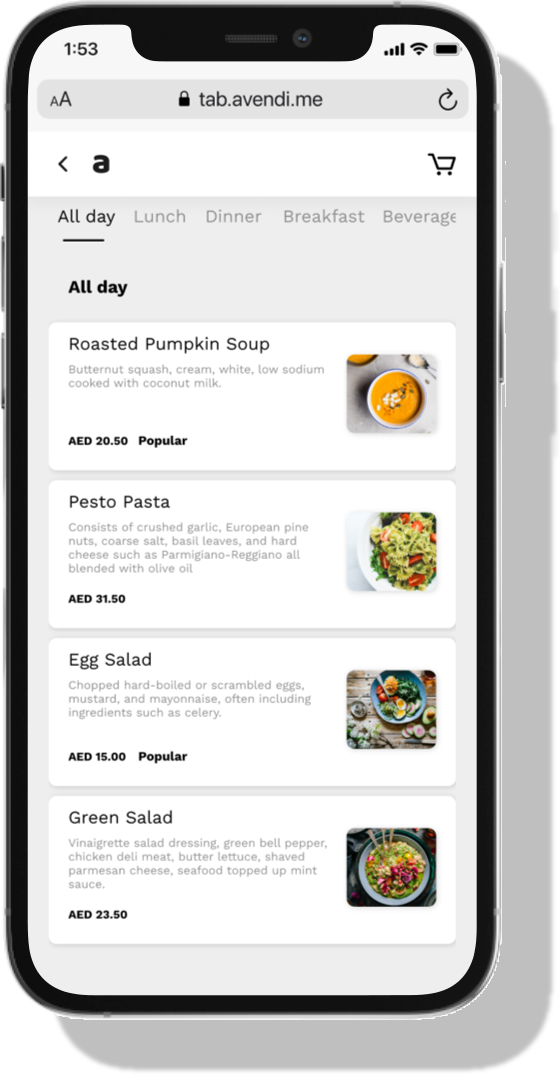 1:53
AA tab.avendi.me
a
All day Lunch Dinner Breakfast Beverage
All day
Roasted Pumpkin Soup
Butternut squash, cream, white, low sodium
cooked with coconut milk.
AED 20.50 Popular
Pesto Pasta
Consists of crushed garlic, European pine
nuts, coarse salt, basil leaves, and hard
cheese such as Parmigiano-Reggiano all
blended with olive oil
AED 31.50
Egg Salad
Chopped hard-boiled or scrambled eggs,
mustard, and mayonnaise, often including
ingredients such as celery.
AED 15.00 Popular
Green Salad
Vinaigrette salad dressing, green bell pepper,
chicken deli meat, butter lettuce, shaved
parmesan cheese, seafood topped up mint
sauce.
AED 23.50